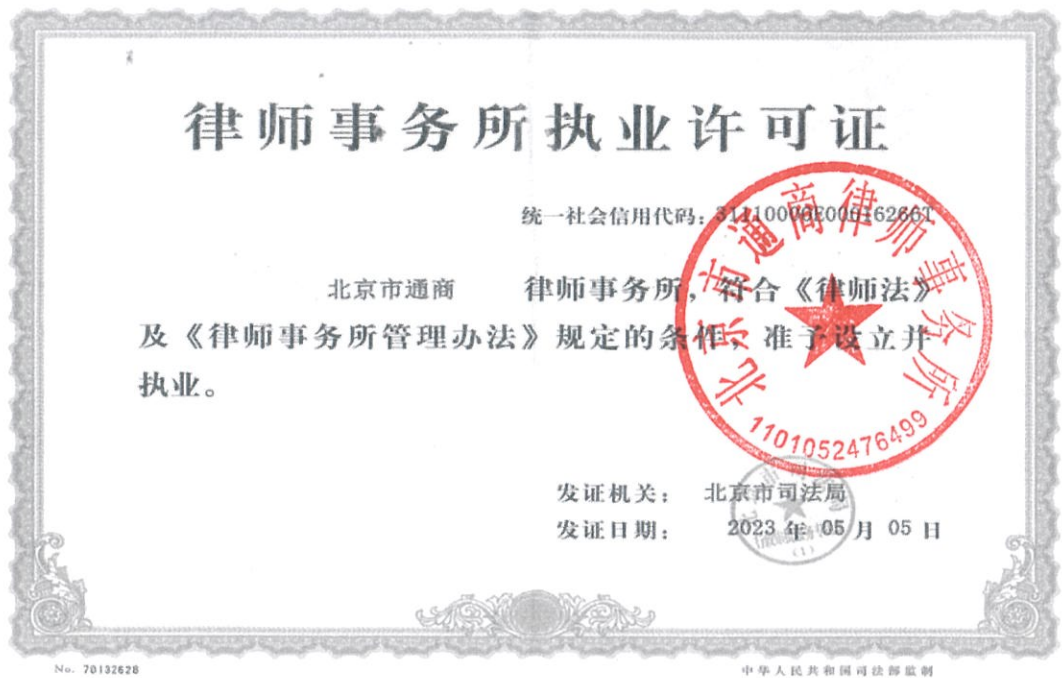 律师事务所执业许可证
统一社会信用代码：31110000E00016266T
北京市通商 律师事务所，符合《律师法》
及《律师事务所管理办法》规定的条件，准予设立并
执业。
北京市通商律师事务所
1101052476499
发证机关： 北京市司法局
发证日期： 2023 年 05 月 05 日
(1)
No. 70132628
中华人民共和国司法部监制